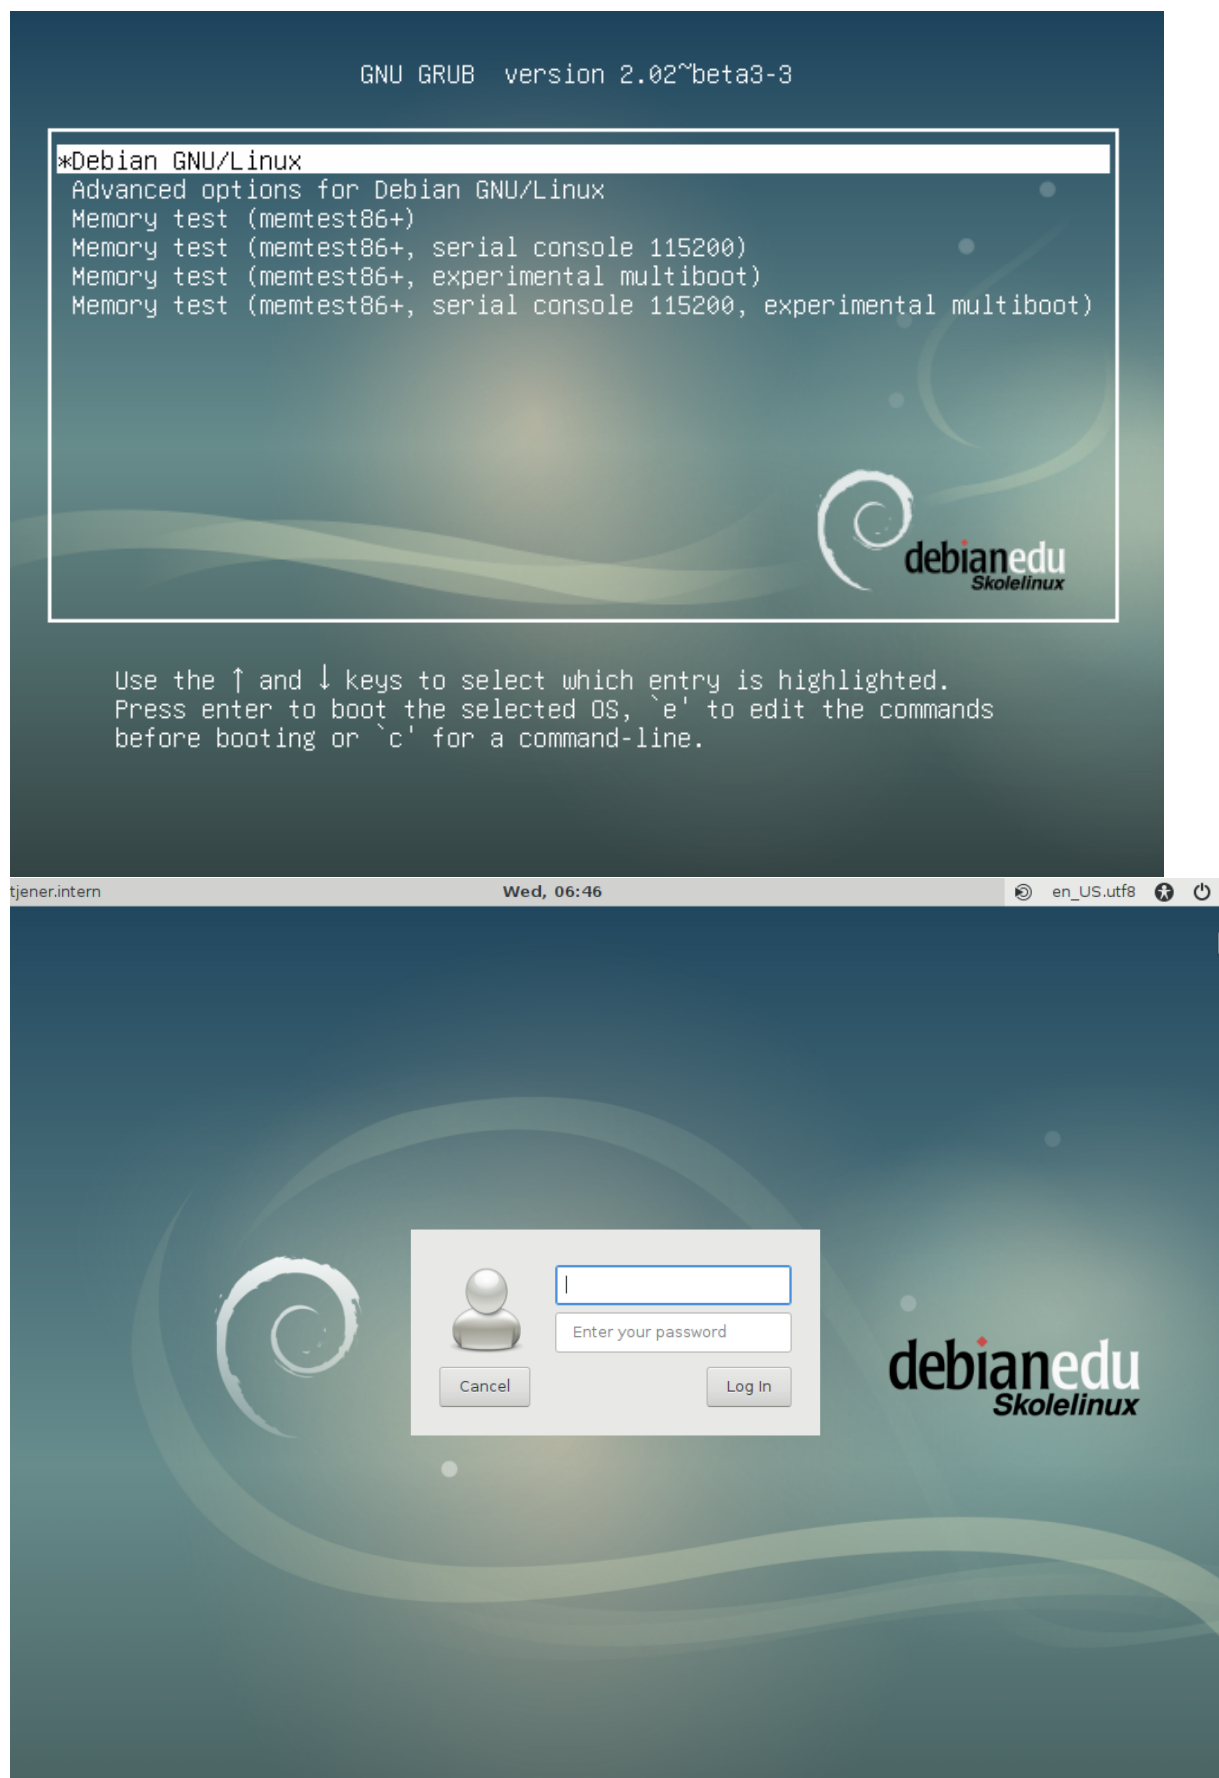 GNU GRUB  version 2.02~beta3-3
*Debian GNU/Linux
Advanced options for Debian GNU/Linux
Memory test (memtest86+)
Memory test (memtest86+, serial console 115200)
Memory test (memtest86+, experimental multiboot)
Memory test (memtest86+, serial console 115200, experimental multiboot)
debianedu
Skolelinux
Use the ↑ and ↓ keys to select which entry is highlighted.
Press enter to boot the selected OS, `e' to edit the commands
before booting or `c' for a command-line.
tjener.intern Wed, 06:46 en_US.utf8
Enter your password
Cancel Log In
debianedu
Skolelinux